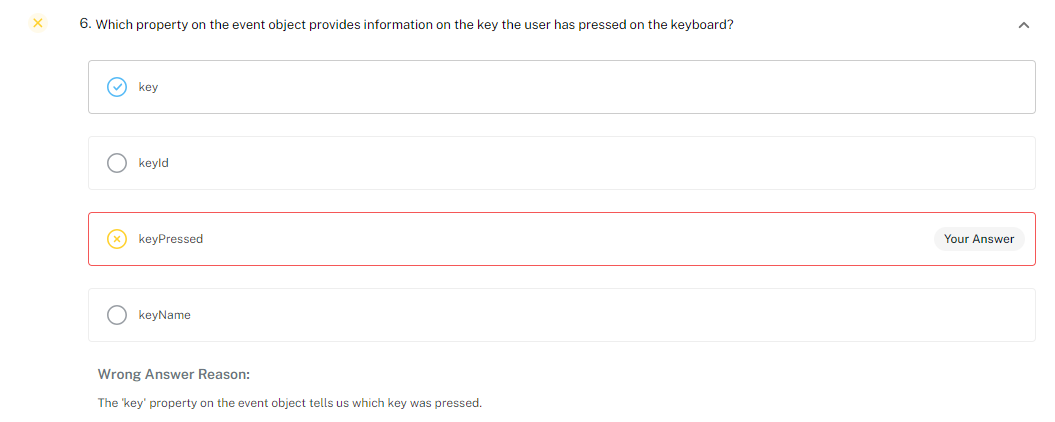 6. Which property on the event object provides information on the key the user has pressed on the keyboard?
key
keyId
keyPressed Your Answer
keyName
Wrong Answer Reason:
The 'key' property on the event object tells us which key was pressed.